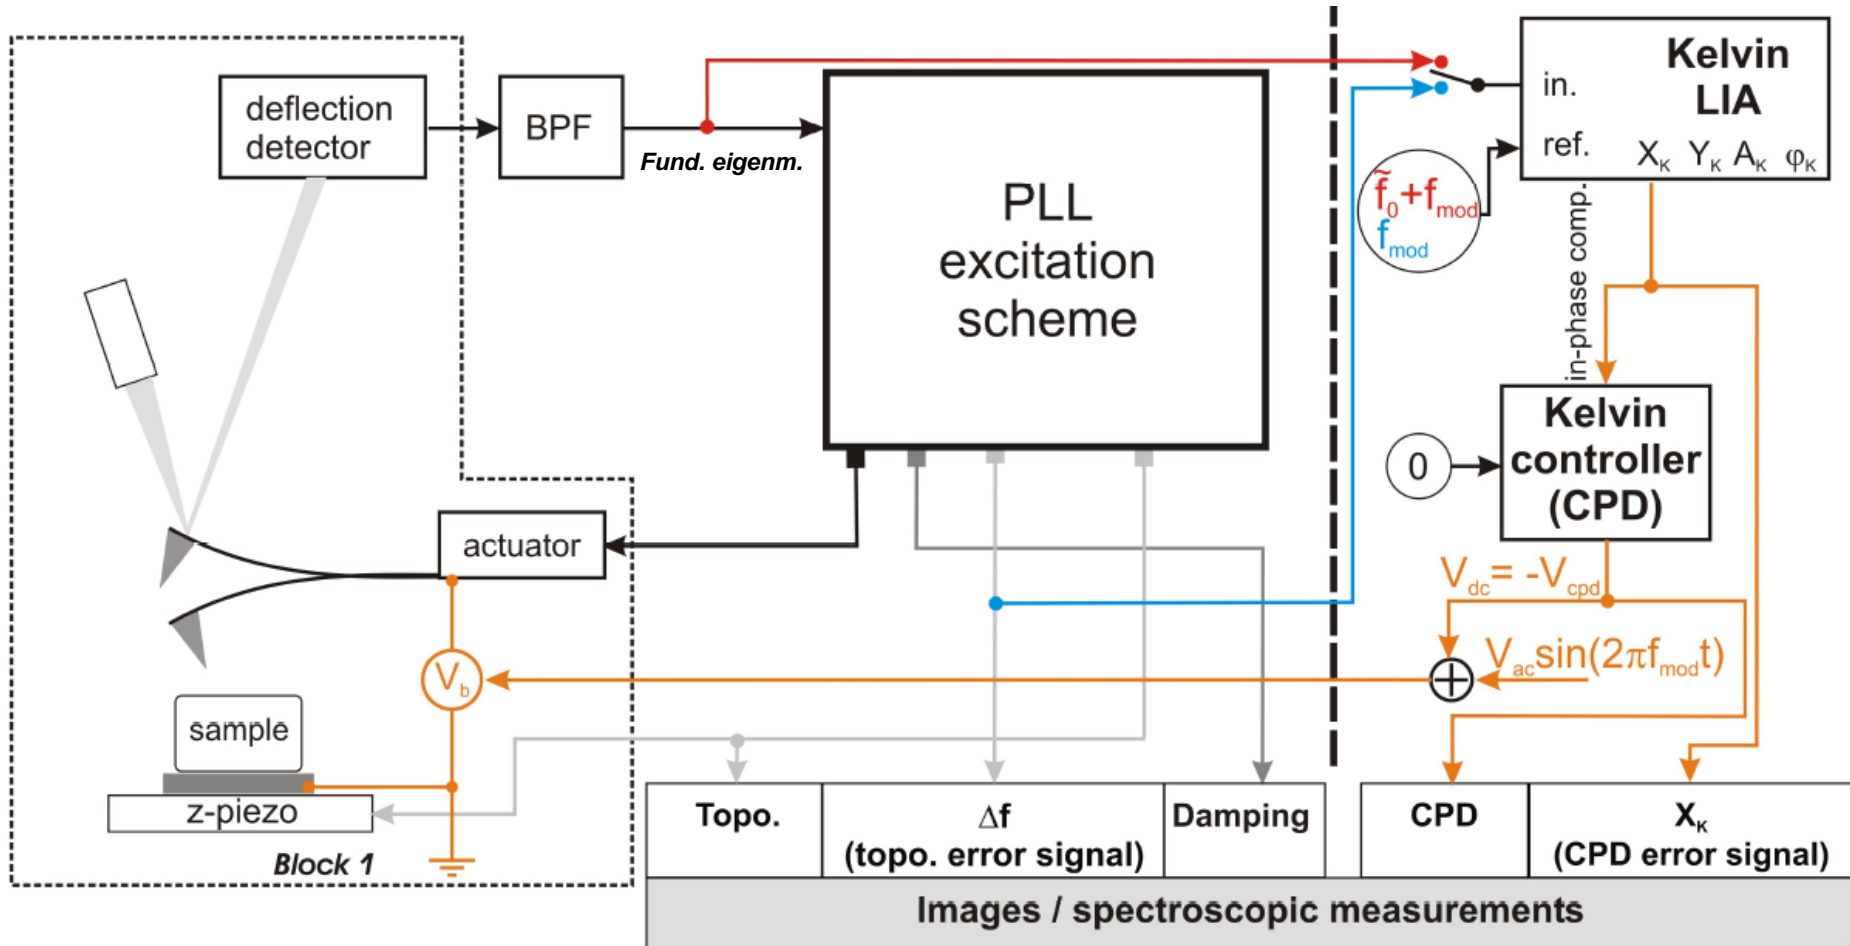 deflection
detector
BPF
Fund. eigenm.
PLL
excitation
scheme
Kelvin
LIA
in.
ref.
X_K Y_K A_K φ_K
f̃_0+f_mod
f_mod
in-phase comp.
Kelvin
controller
(CPD)
0
V_dc= -V_cpd
V_ac sin(2πf_mod t)
actuator
V_b
sample
z-piezo
Block 1
Topo.
Δf
(topo. error signal)
Damping
CPD
X_K
(CPD error signal)
Images / spectroscopic measurements